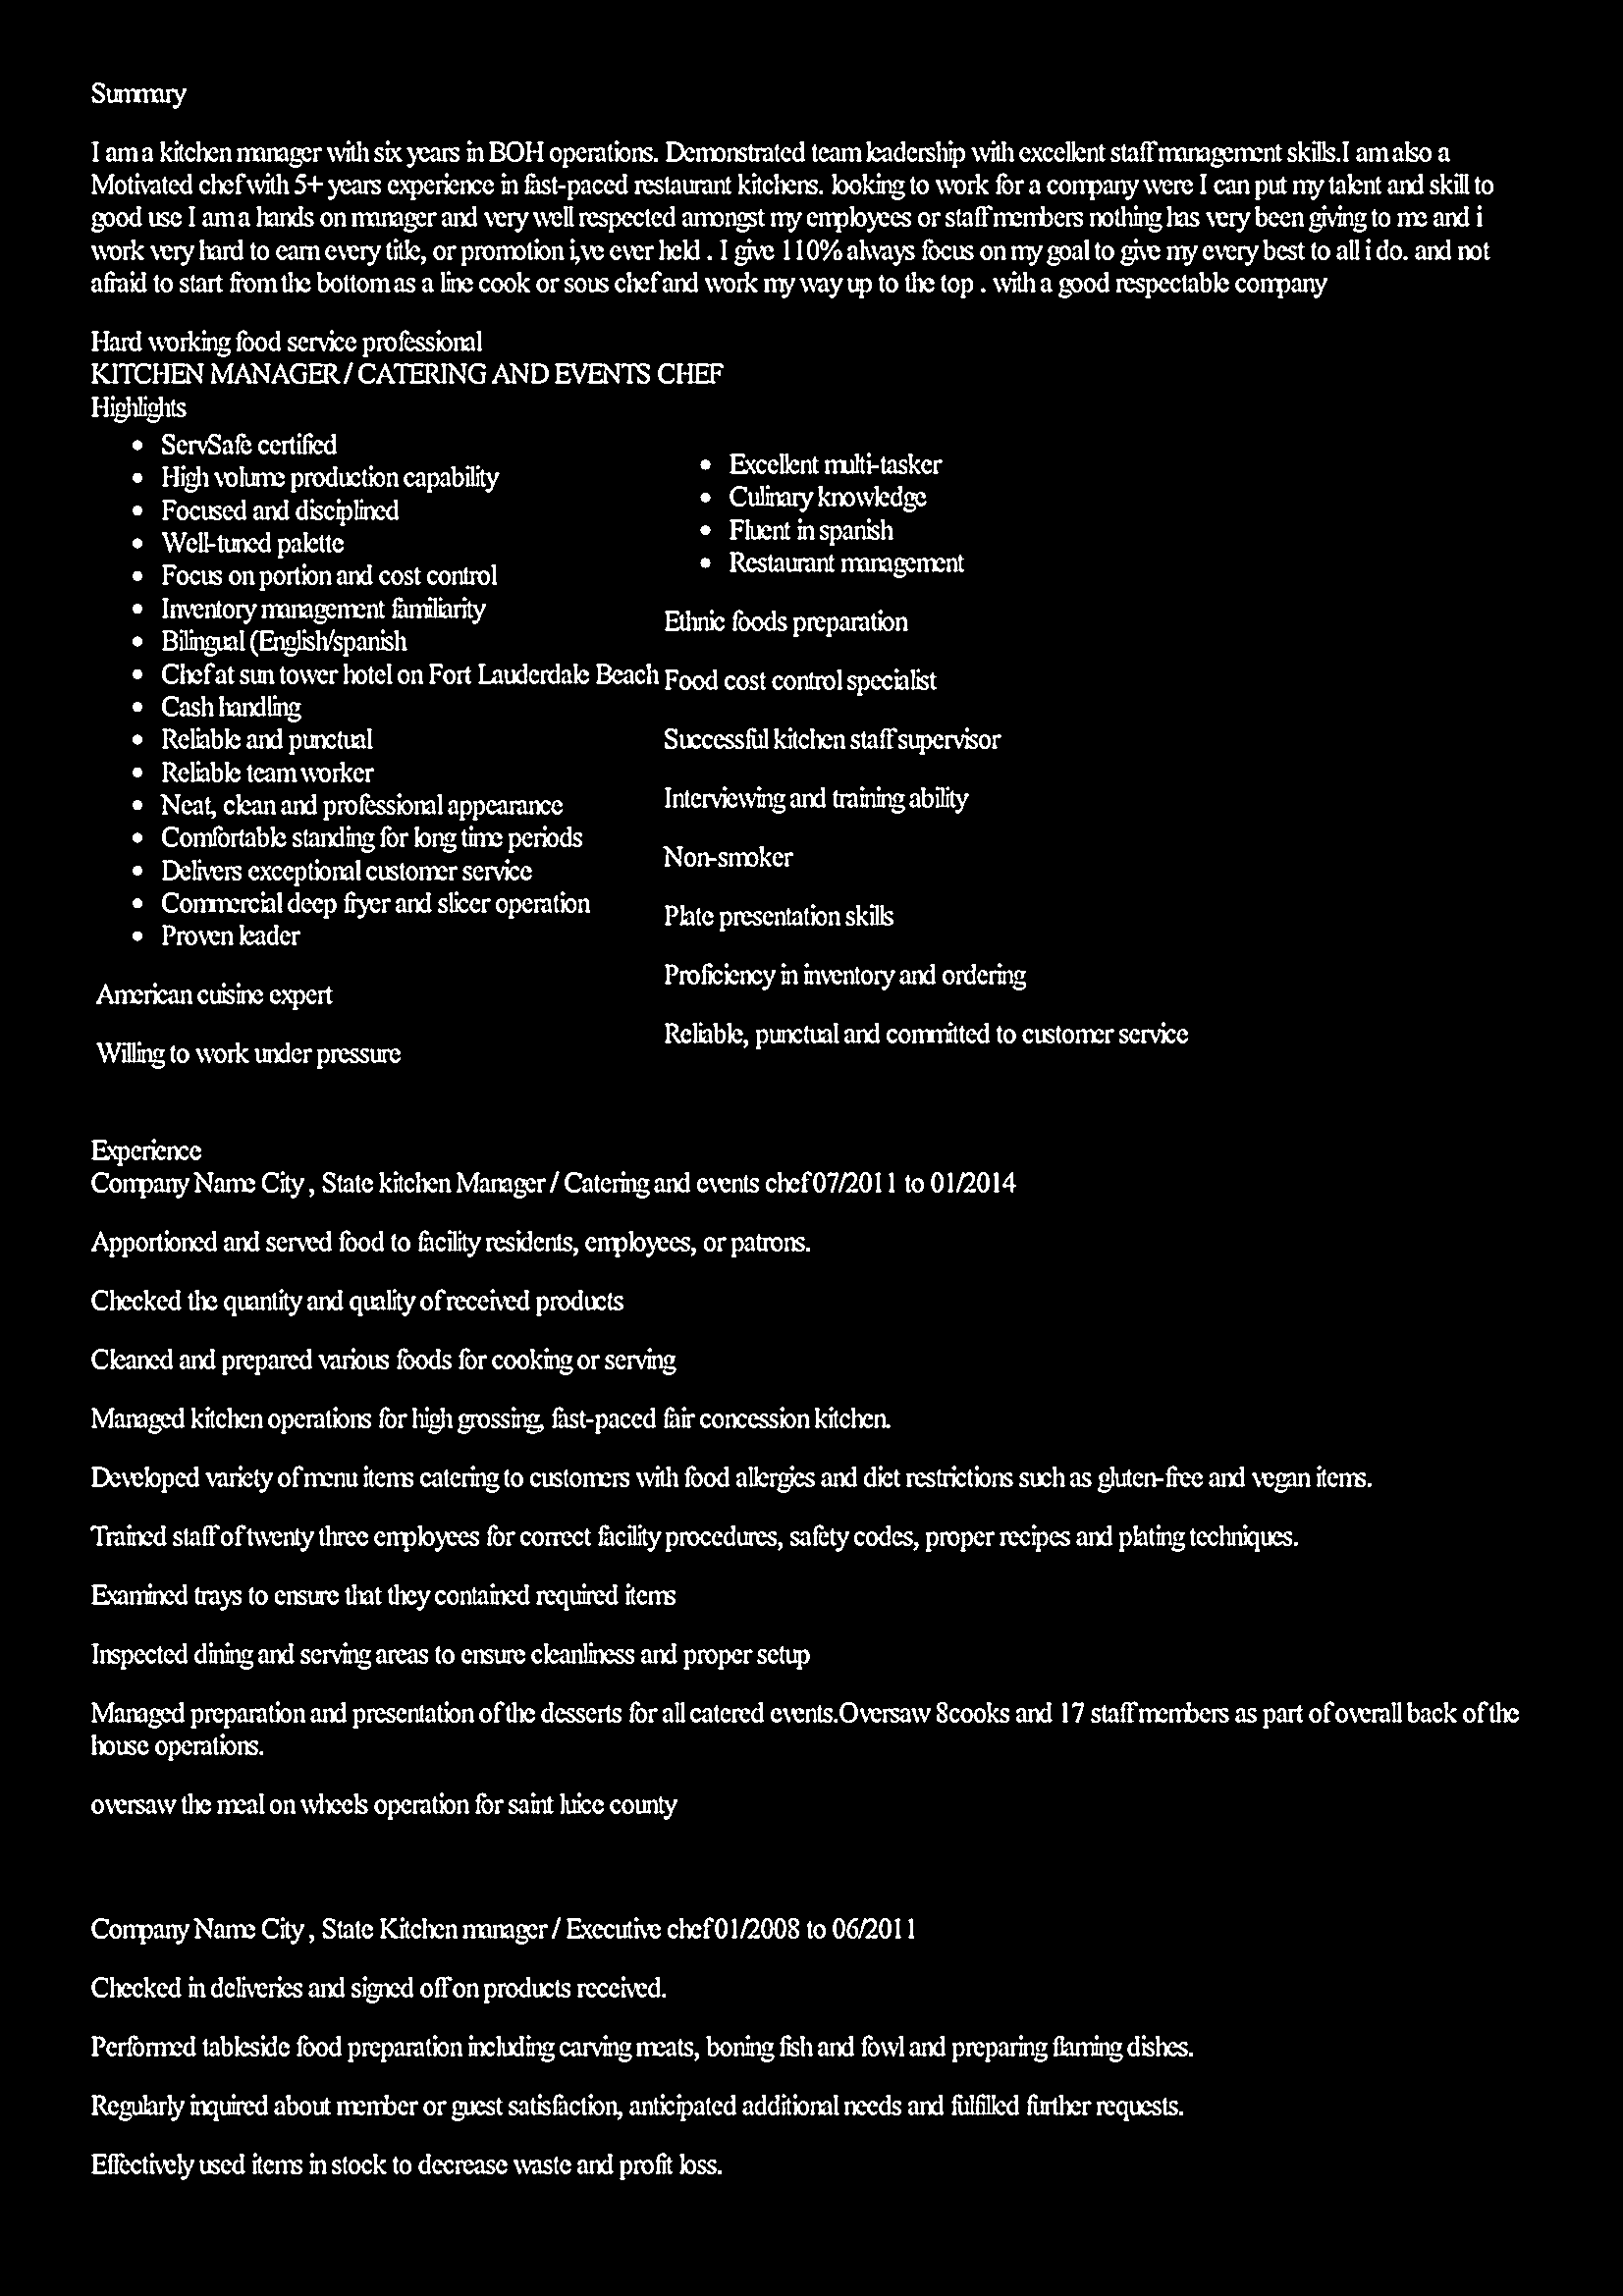 Summary
I am a kitchen manager with six years in BOH operations. Demonstrated team leadership with excellent staff management skills.I am also a
Motivated chef with 5+ years experience in fast-paced restaurant kitchens. looking to work for a company were I can put my talent and skill to
good use I am a hands on manager and very well respected amongst my employees or staff members nothing has very been giving to me and i
work very hard to earn every title, or promotion i,ve ever held . I give 110% always focus on my goal to give my every best to all i do. and not
afraid to start from the bottom as a line cook or sous chef and work my way up to the top . with a good respectable company
Hard working food service professional
KITCHEN MANAGER / CATERING AND EVENTS CHEF
Highlights
• ServSafe certified
• High volume production capability
• Focused and disciplined
• Well-tuned palette
• Focus on portion and cost control
• Inventory management familiarity
• Bilingual (English/spanish
• Chef at sun tower hotel on Fort Lauderdale Beach
• Cash handling
• Reliable and punctual
• Reliable team worker
• Neat, clean and professional appearance
• Comfortable standing for long time periods
• Delivers exceptional customer service
• Commercial deep fryer and slicer operation
• Proven leader
American cuisine expert
Willing to work under pressure
• Excellent multi-tasker
• Culinary knowledge
• Fluent in spanish
• Restaurant management
Ethnic foods preparation
Food cost control specialist
Successful kitchen staff supervisor
Interviewing and training ability
Non-smoker
Plate presentation skills
Proficiency in inventory and ordering
Reliable, punctual and committed to customer service
Experience
Company Name City , State kitchen Manager / Catering and events chef 07/2011 to 01/2014
Apportioned and served food to facility residents, employees, or patrons.
Checked the quantity and quality of received products
Cleaned and prepared various foods for cooking or serving
Managed kitchen operations for high grossing, fast-paced fair concession kitchen.
Developed variety of menu items catering to customers with food allergies and diet restrictions such as gluten-free and vegan items.
Trained staff of twenty three employees for correct facility procedures, safety codes, proper recipes and plating techniques.
Examined trays to ensure that they contained required items
Inspected dining and serving areas to ensure cleanliness and proper setup
Managed preparation and presentation of the desserts for all catered events.Oversaw 8cooks and 17 staff members as part of overall back of the
house operations.
oversaw the meal on wheels operation for saint luice county
Company Name City , State Kitchen manager / Executive chef 01/2008 to 06/2011
Checked in deliveries and signed off on products received.
Performed tableside food preparation including carving meats, boning fish and fowl and preparing flaming dishes.
Regularly inquired about member or guest satisfaction, anticipated additional needs and fulfilled further requests.
Effectively used items in stock to decrease waste and profit loss.